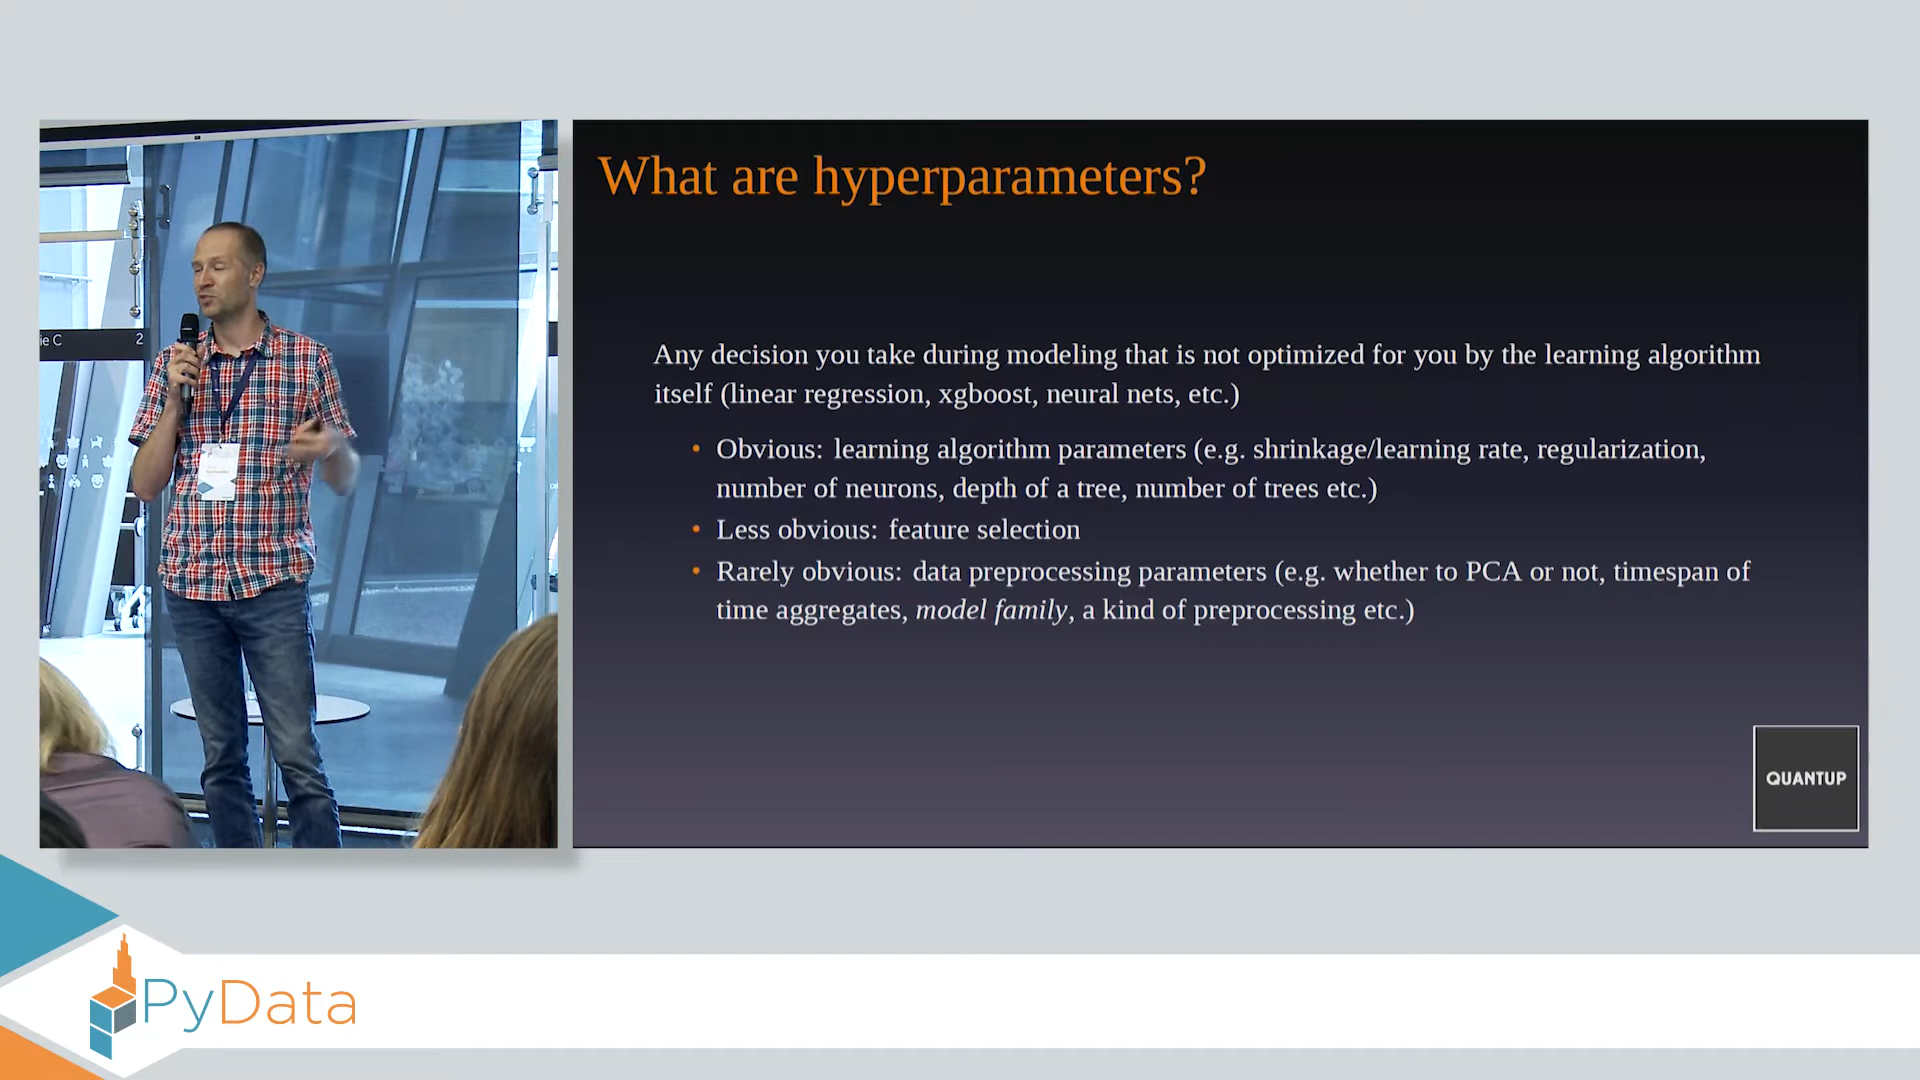 What are hyperparameters?
Any decision you take during modeling that is not optimized for you by the learning algorithm
itself (linear regression, xgboost, neural nets, etc.)
• Obvious: learning algorithm parameters (e.g. shrinkage/learning rate, regularization,
number of neurons, depth of a tree, number of trees etc.)
• Less obvious: feature selection
• Rarely obvious: data preprocessing parameters (e.g. whether to PCA or not, timespan of
time aggregates, model family, a kind of preprocessing etc.)
QUANTUP
ie C 2
PyData